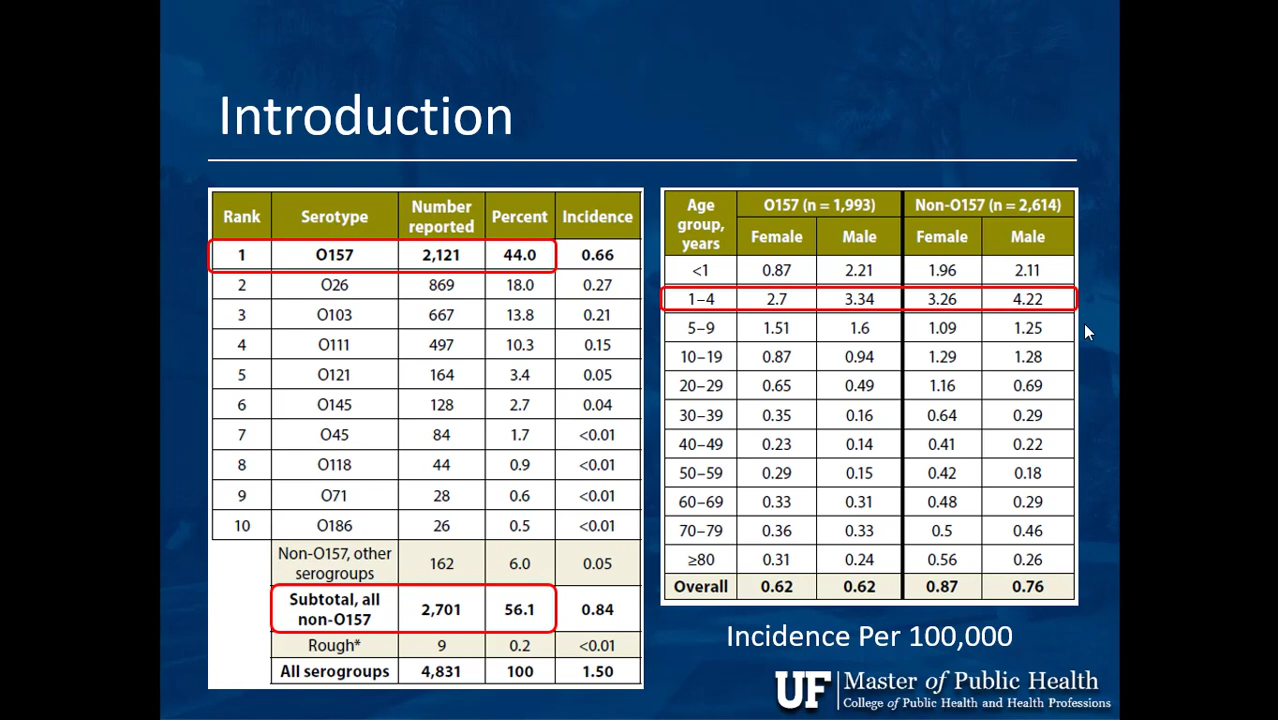 Introduction
Rank Serotype Number reported Percent Incidence
1 O157 2,121 44.0 0.66
2 O26 869 18.0 0.27
3 O103 667 13.8 0.21
4 O111 497 10.3 0.15
5 O121 164 3.4 0.05
6 O145 128 2.7 0.04
7 O45 84 1.7 <0.01
8 O118 44 0.9 <0.01
9 O71 28 0.6 <0.01
10 O186 26 0.5 <0.01
Non-O157, other serogroups 162 6.0 0.05
Subtotal, all non-O157 2,701 56.1 0.84
Rough* 9 0.2 <0.01
All serogroups 4,831 100 1.50
Age group, years O157 (n = 1,993) Non-O157 (n = 2,614)
Female Male Female Male
<1 0.87 2.21 1.96 2.11
1–4 2.7 3.34 3.26 4.22
5–9 1.51 1.6 1.09 1.25
10–19 0.87 0.94 1.29 1.28
20–29 0.65 0.49 1.16 0.69
30–39 0.35 0.16 0.64 0.29
40–49 0.23 0.14 0.41 0.22
50–59 0.29 0.15 0.42 0.18
60–69 0.33 0.31 0.48 0.29
70–79 0.36 0.33 0.5 0.46
≥80 0.31 0.24 0.56 0.26
Overall 0.62 0.62 0.87 0.76
Incidence Per 100,000
UF Master of Public Health
College of Public Health and Health Professions